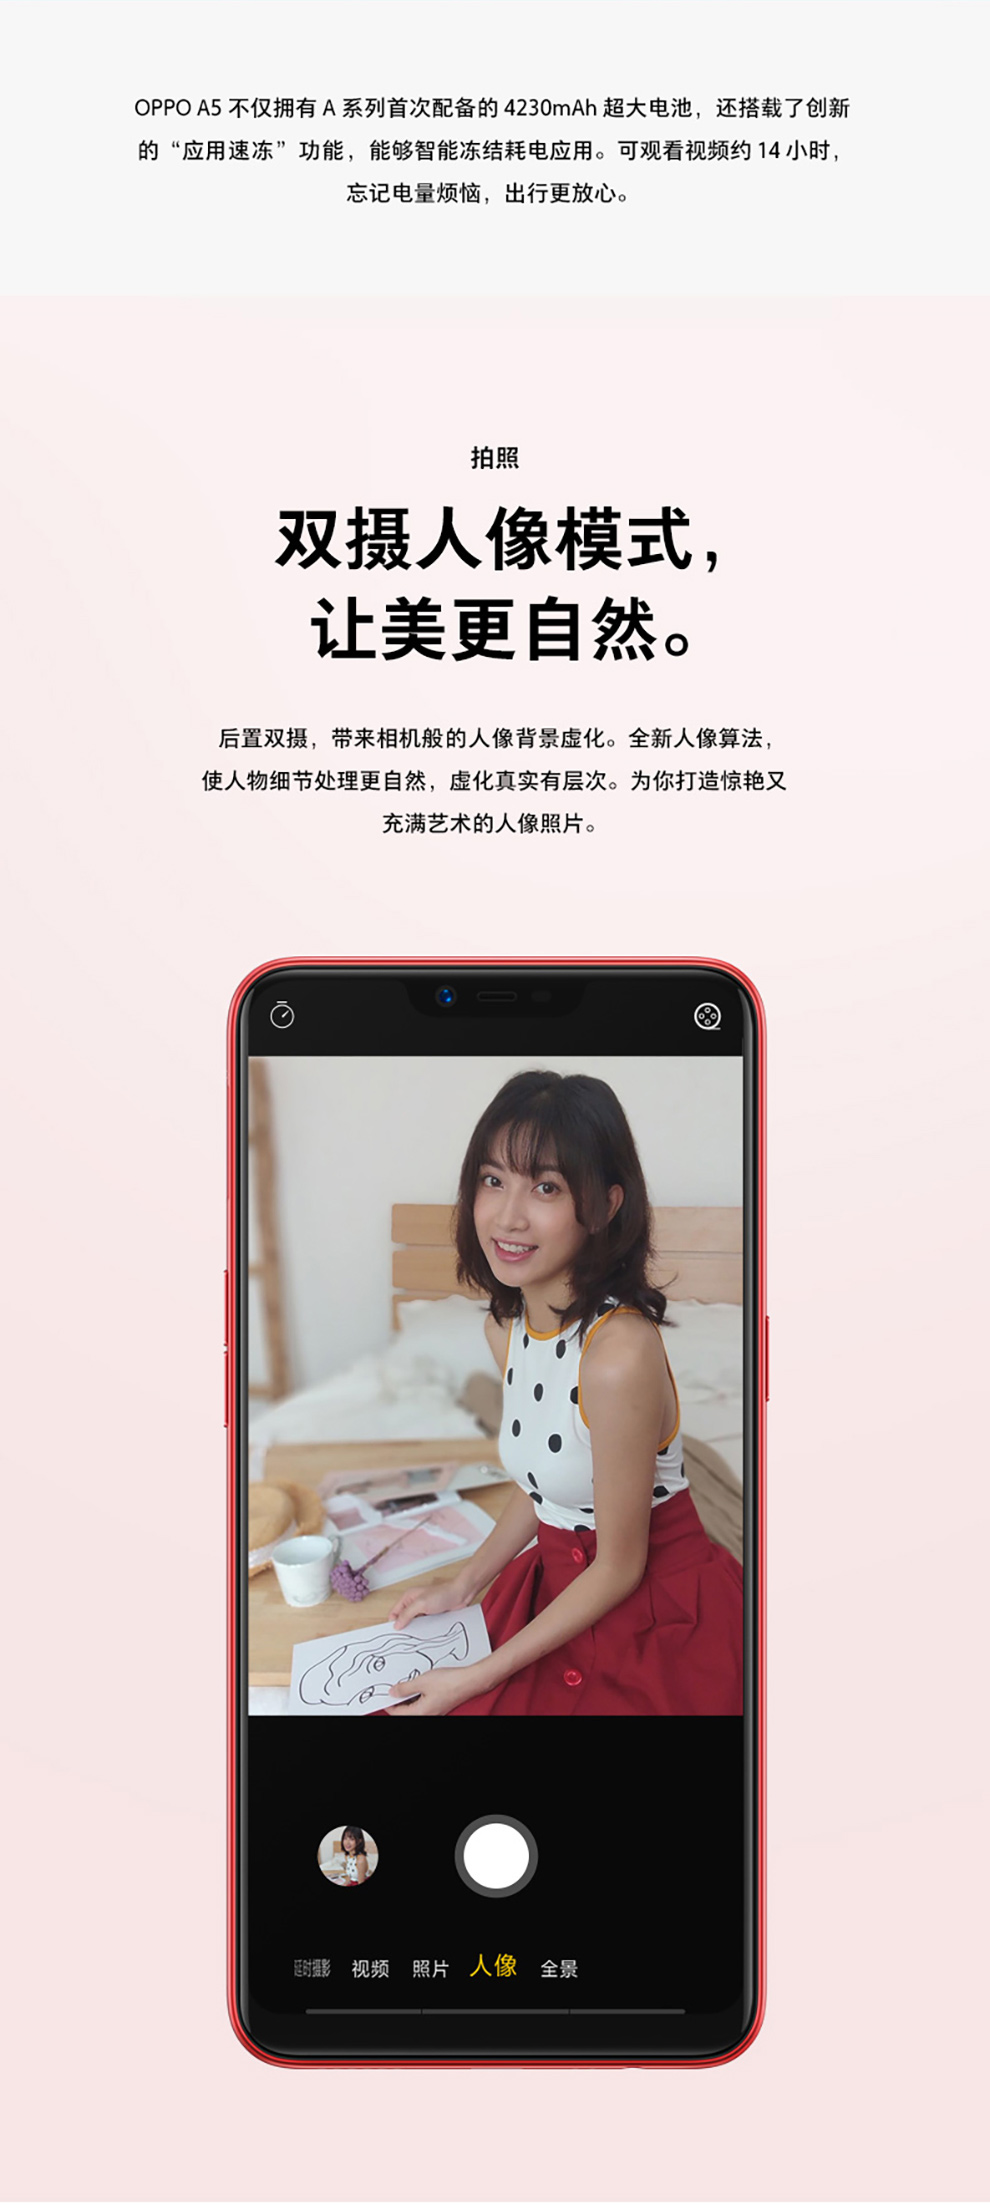 OPPO A5 不仅拥有 A 系列首次配备的 4230mAh 超大电池，还搭载了创新
的“应用速冻”功能，能够智能冻结耗电应用。可观看视频约 14 小时，
忘记电量烦恼，出行更放心。
拍照
双摄人像模式，
让美更自然。
后置双摄，带来相机般的人像背景虚化。全新人像算法，
使人物细节处理更自然，虚化真实有层次。为你打造惊艳又
充满艺术的人像照片。
延时摄影 视频 照片 人像 全景